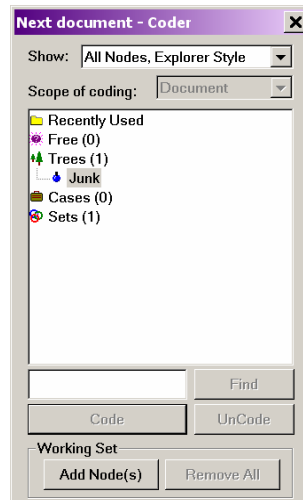 Next document - Coder
Show: All Nodes, Explorer Style
Scope of coding: Document
Recently Used
Free (0)
Trees (1)
Junk
Cases (0)
Sets (1)
Find
Code UnCode
Working Set
Add Node(s) Remove All